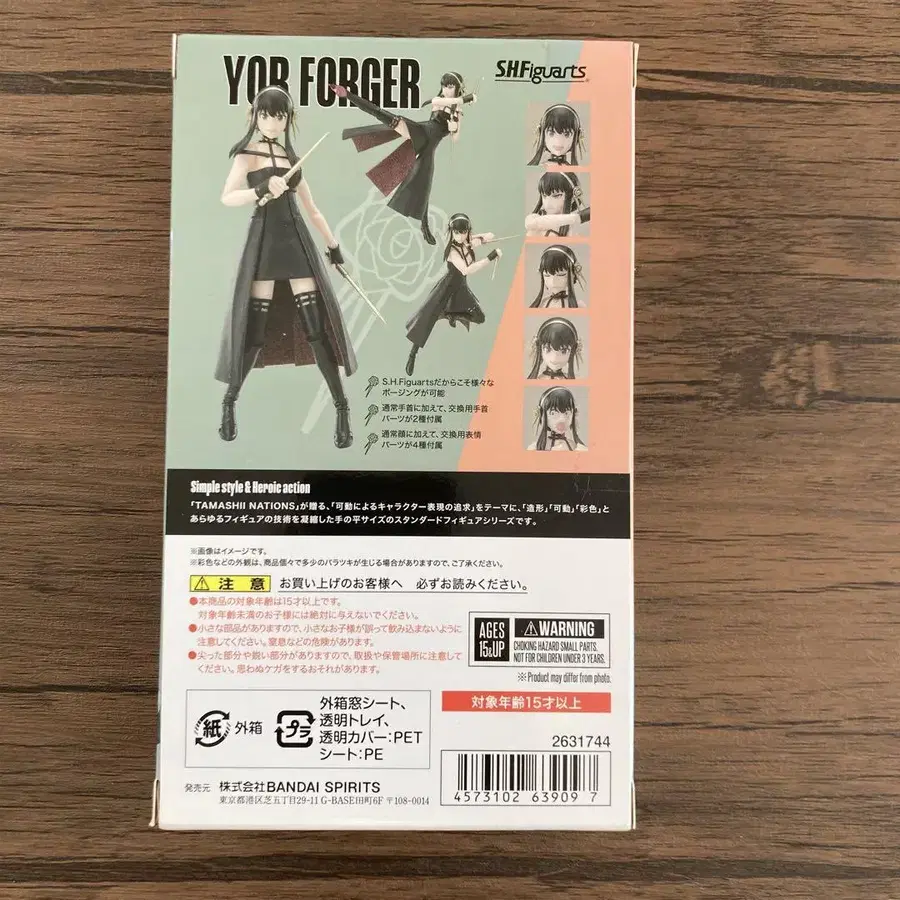 YOR FORGER
S.H.Figuarts
S.H.Figuartsだからこそ様々な
ポージングが可能
通常手首に加えて、交換用手首
パーツが2種付属
通常顔に加えて、交換用表情
パーツが4種付属
Simple style & Heroic action
「TAMASHII NATIONS」が贈る、「可動によるキャラクター表現の追求」をテーマに、「造形」「可動」「彩色」と
あらゆるフィギュアの技術を凝縮した手の平サイズのスタンダードフィギュアシリーズです。
※画像はイメージです。
※彩色などの外観は、商品個々で多少のバラツキが生じる場合がありますので、ご了承ください。
注意 お買い上げのお客様へ 必ずお読みください。
●本商品の対象年齢は15才以上です。
対象年齢未満のお子様には絶対に与えないでください。
●小さな部品がありますので、小さなお子様が誤って飲み込まないように
注意してください。窒息などの危険があります。
●尖った部分や鋭い部分がありますので、取扱や保管場所に注意して
ください。思わぬケガをするおそれがあります。
AGES
15&UP
WARNING
CHOKING HAZARD SMALL PARTS.
NOT FOR CHILDREN UNDER 3 YEARS.
※Product may differ from photo.
対象年齢15才以上
紙 外箱
プラ
外箱窓シート、
透明トレイ、
透明カバー:PET
シート:PE
2631744
4573102 63909 7
発売元 株式会社BANDAI SPIRITS
東京都港区芝五丁目29-11 G-BASE田町6F 〒108-0014